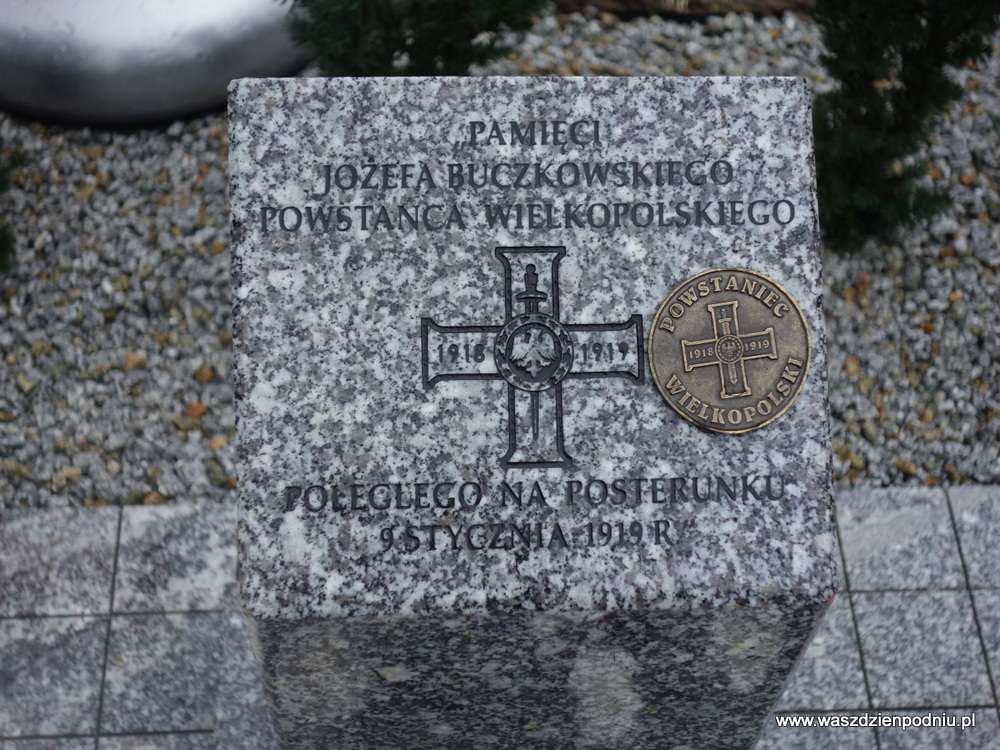 „PAMIĘCI
JÓZEFA BUCZKOWSKIEGO
POWSTAŃCA WIELKOPOLSKIEGO
1918 1919
POWSTANIEC
1918 1919
WIELKOPOLSKI
POLEGŁEGO NA POSTERUNKU
9 STYCZNIA 1919 R"
www.waszdzienpodniu.pl